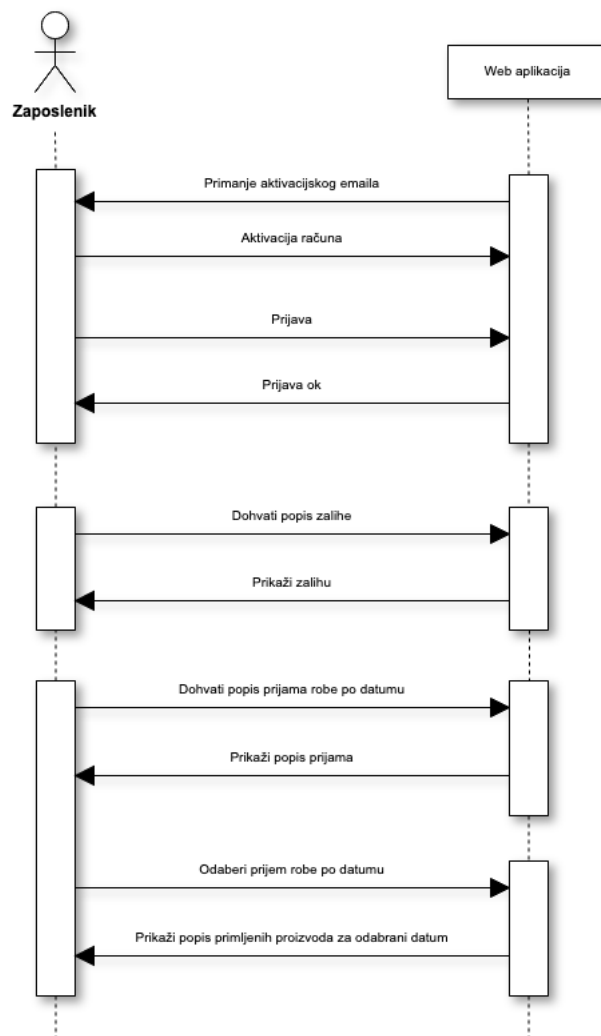 Zaposlenik
Web aplikacija
Primanje aktivacijskog emaila
Aktivacija računa
Prijava
Prijava ok
Dohvati popis zalihe
Prikaži zalihu
Dohvati popis prijama robe po datumu
Prikaži popis prijama
Odaberi prijem robe po datumu
Prikaži popis primljenih proizvoda za odabrani datum